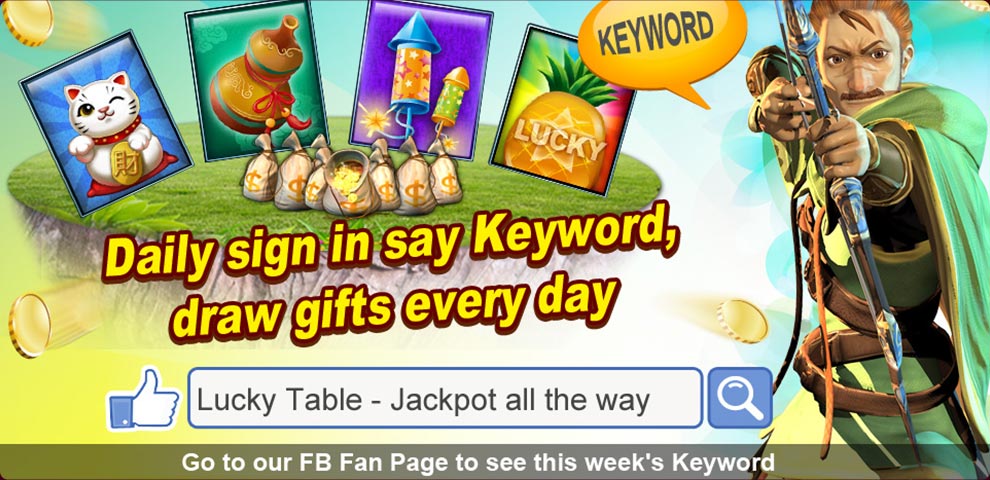 KEYWORD
財
LUCKY
Daily sign in say Keyword,
draw gifts every day
Lucky Table - Jackpot all the way
Go to our FB Fan Page to see this week's Keyword